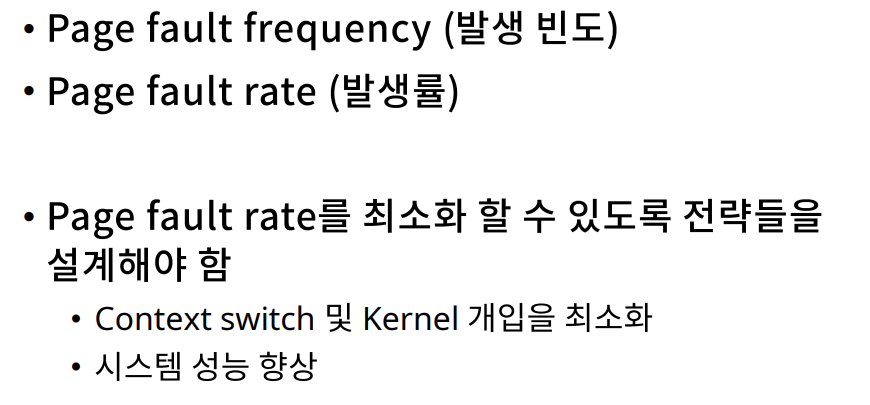 • Page fault frequency (발생 빈도)
• Page fault rate (발생률)
• Page fault rate를 최소화 할 수 있도록 전략들을
설계해야 함
• Context switch 및 Kernel 개입을 최소화
• 시스템 성능 향상